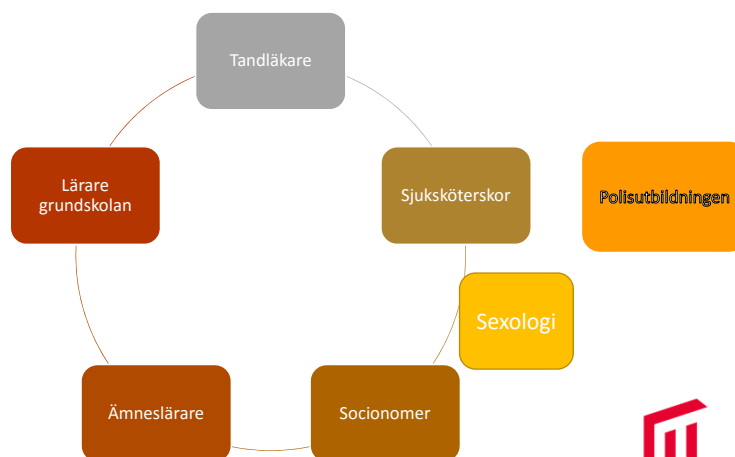 Tandläkare
Lärare
grundskolan
Sjuksköterskor
Polisutbildningen
Sexologi
Ämneslärare
Socionomer